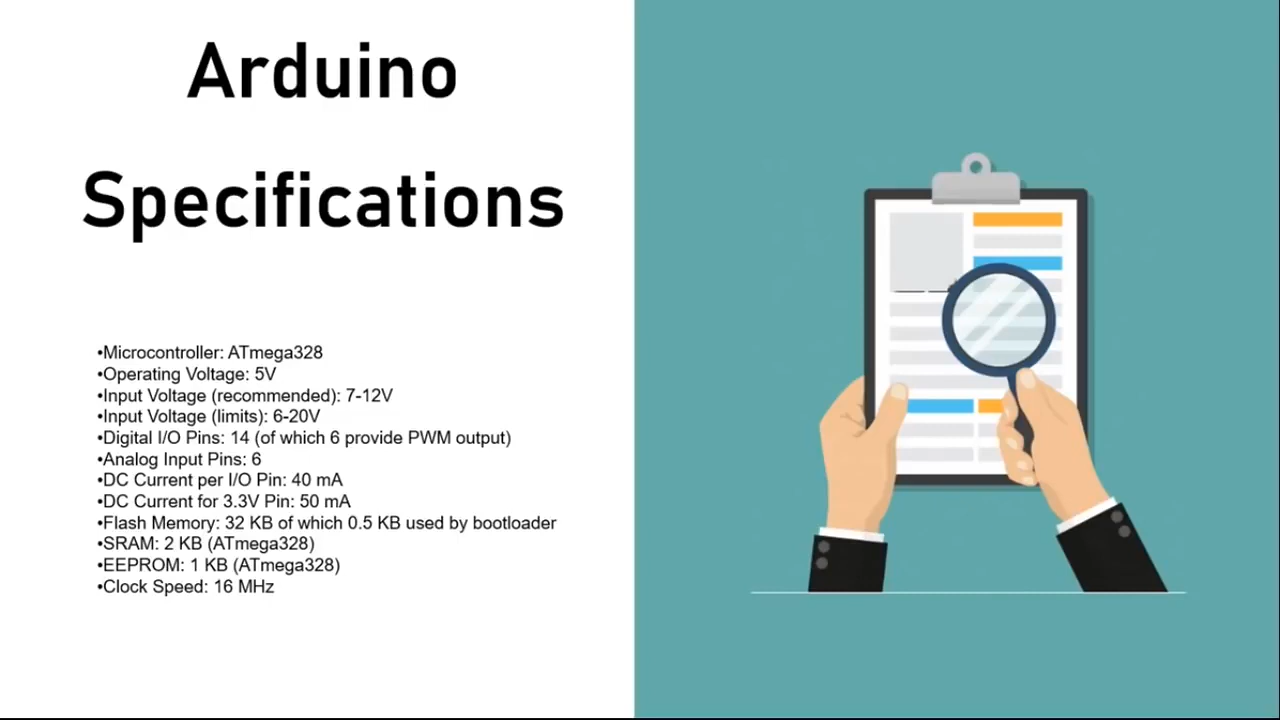 Arduino
Specifications
•Microcontroller: ATmega328
•Operating Voltage: 5V
•Input Voltage (recommended): 7-12V
•Input Voltage (limits): 6-20V
•Digital I/O Pins: 14 (of which 6 provide PWM output)
•Analog Input Pins: 6
•DC Current per I/O Pin: 40 mA
•DC Current for 3.3V Pin: 50 mA
•Flash Memory: 32 KB of which 0.5 KB used by bootloader
•SRAM: 2 KB (ATmega328)
•EEPROM: 1 KB (ATmega328)
•Clock Speed: 16 MHz